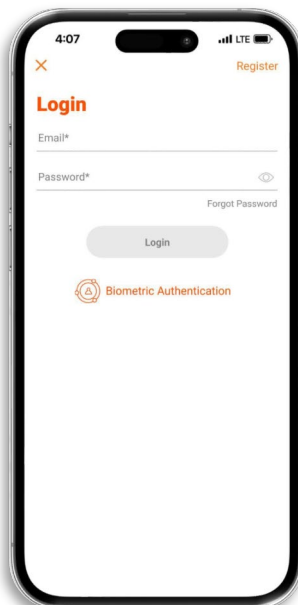 4:07 LTE
Register
Login
Email*
Password*
Forgot Password
Login
Biometric Authentication